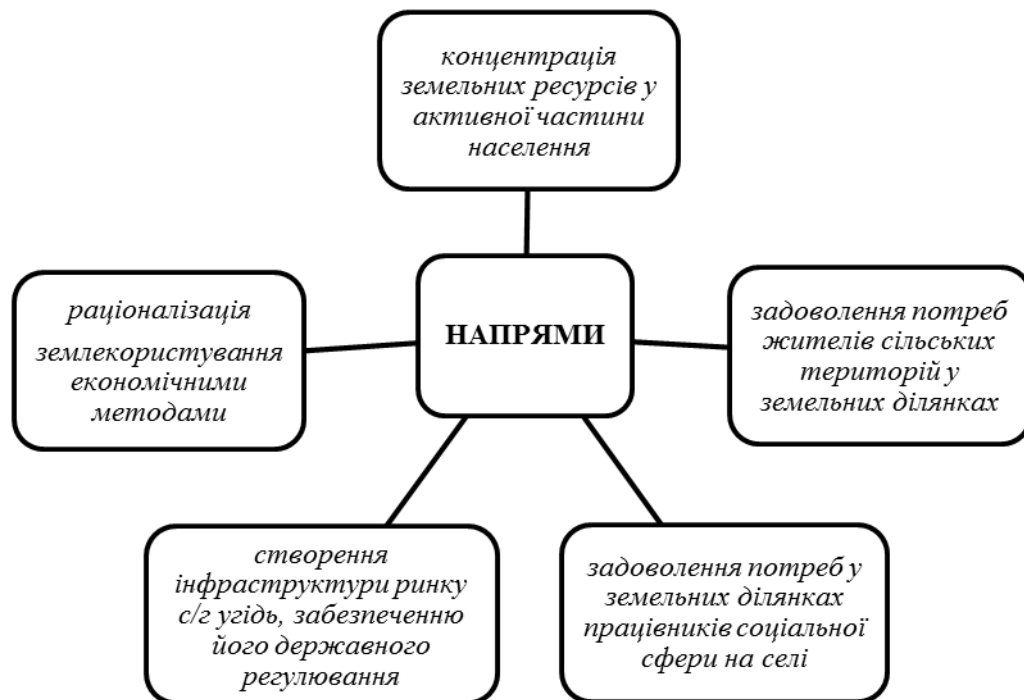 концентрація
земельних ресурсів у
активної частини
населення
раціоналізація
землекористування
економічними
методами
НАПРЯМИ
задоволення потреб
жителів сільських
територій у
земельних ділянках
створення
інфраструктури ринку
с/г угідь, забезпеченню
його державного
регулювання
задоволення потреб у
земельних ділянках
працівників соціальної
сфери на селі